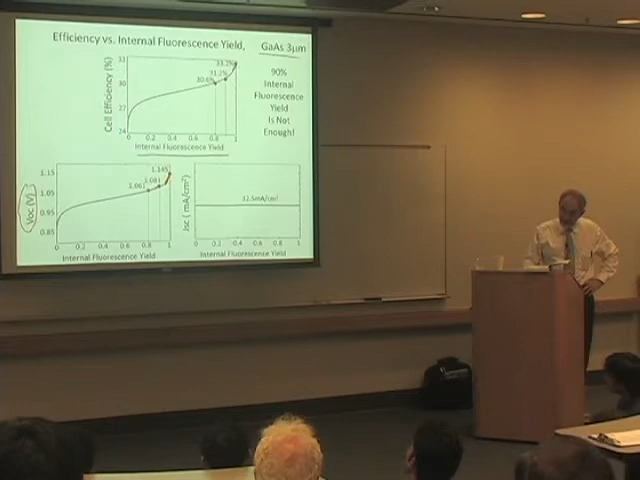 Efficiency vs. Internal Fluorescence Yield, GaAs 3μm
Cell Efficiency (%)
33
30
27
24
30.6%
31.2%
33.2%
0 0.2 0.4 0.6 0.8 1
Internal Fluorescence Yield
90%
Internal
Fluorescence
Yield
Is Not
Enough!
Voc (V)
1.15
1.05
0.95
0.85
1.061
1.081
1.145
0 0.2 0.4 0.6 0.8 1
Internal Fluorescence Yield
Jsc ( mA/cm²)
32.5mA/cm²
0 0.2 0.4 0.6 0.8 1
Internal Fluorescence Yield